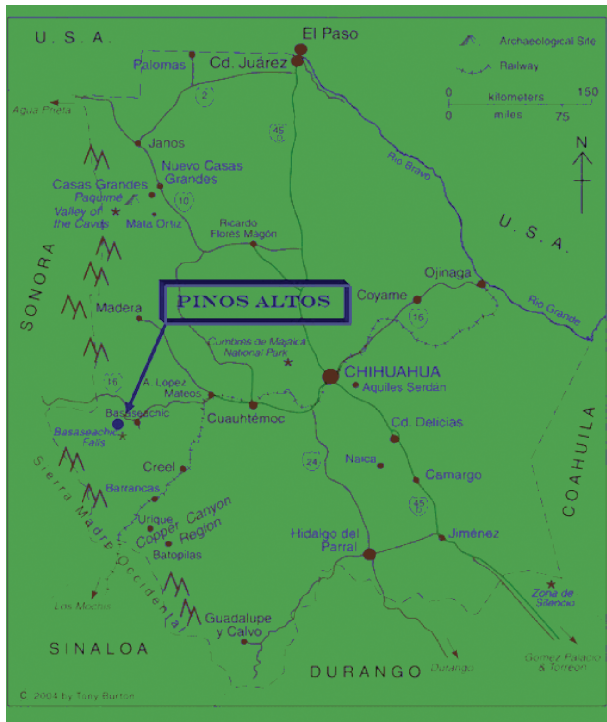 U. S. A.
El Paso
Archaeological Site
Palomas
Cd. Juárez
Railway
2
0 kilometers 150
0 miles 75
Agua Prieta
45
D
N
Janos
Rio Bravo
Nuevo Casas
Grandes
Casas Grandes
Paquimé
10
Valley of
the Caves
Mata Ortiz
U. S. A.
Ricardo
Flores Magón
SONORA
Ojinaga
PINOS ALTOS
Coyame
Rio Grande
Madera
16
Cumbres de Majalca
National Park
CHIHUAHUA
16
A. Lopez
Mateos
Aquiles Serdán
Basaseachic
Cuauhtémoc
Cd. Delicias
COAHUILA
Basaseachic
Falls
Creel
24
Naica
Camargo
Sierra Madre Occidental
Barrancas
45
D
Urique
Copper Canyon
Region
Batopilas
Hidalgo del
Parral
Jiménez
Los Mochis
Zona de
Silencio
Guadalupe
y Calvo
SINALOA
DURANGO
Durango
Gomez Palacio
& Torreón
© 2004 by Tony Burton